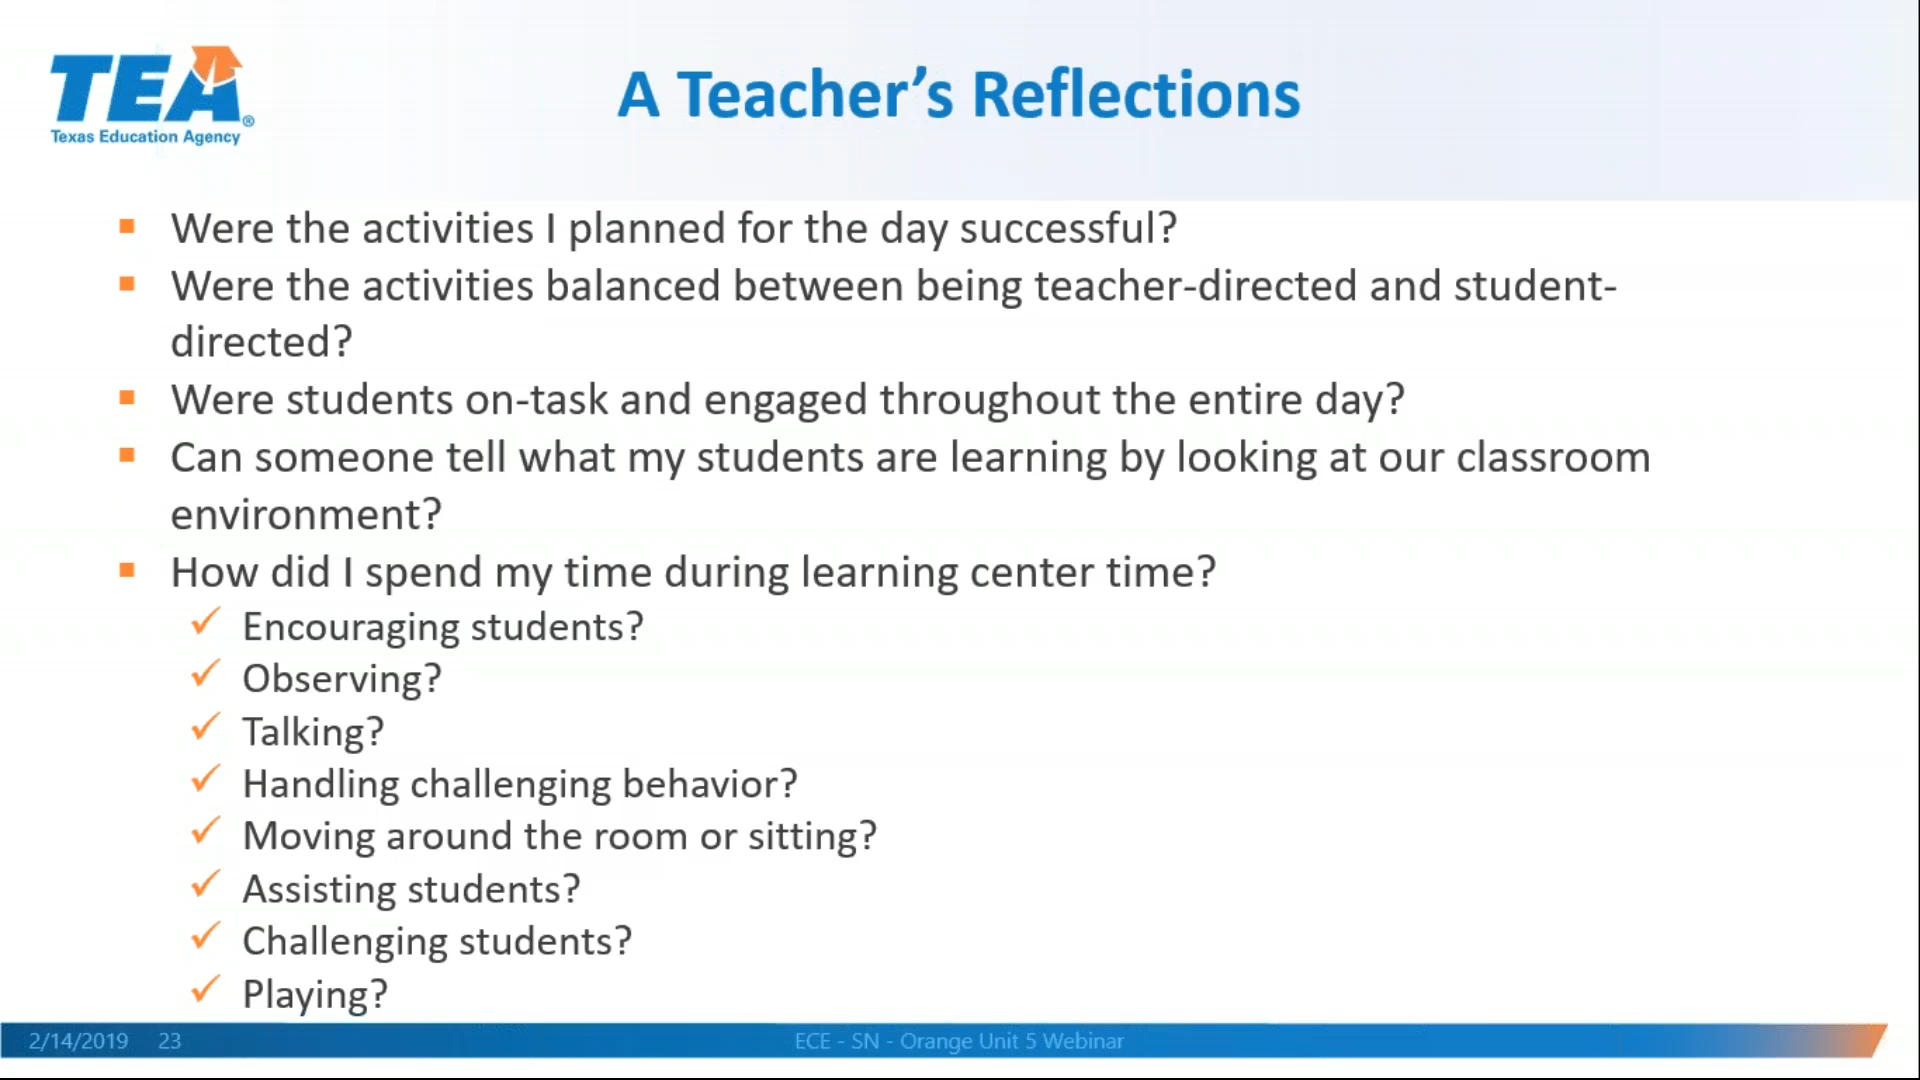 TEA®
Texas Education Agency
A Teacher’s Reflections
Were the activities I planned for the day successful?
Were the activities balanced between being teacher-directed and student-
directed?
Were students on-task and engaged throughout the entire day?
Can someone tell what my students are learning by looking at our classroom
environment?
How did I spend my time during learning center time?
Encouraging students?
Observing?
Talking?
Handling challenging behavior?
Moving around the room or sitting?
Assisting students?
Challenging students?
Playing?
2/14/2019 23 ECE - SN - Orange Unit 5 Webinar